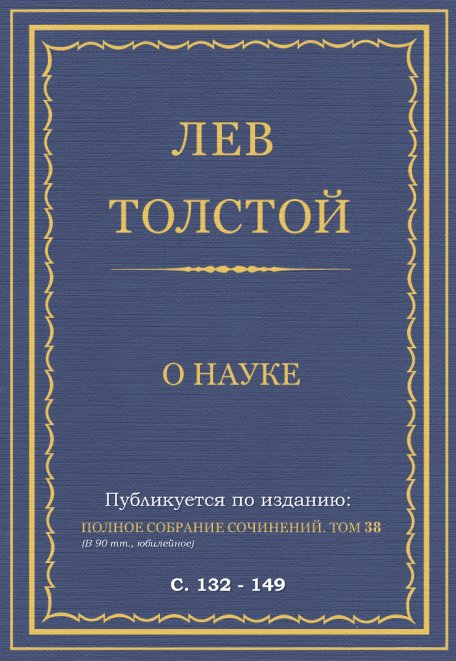 ЛЕВ
ТОЛСТОЙ
О НАУКЕ
Публикуется по изданию:
ПОЛНОЕ СОБРАНИЕ СОЧИНЕНИЙ. ТОМ 38
(В 90 тт., юбилейное)
С. 132 - 149